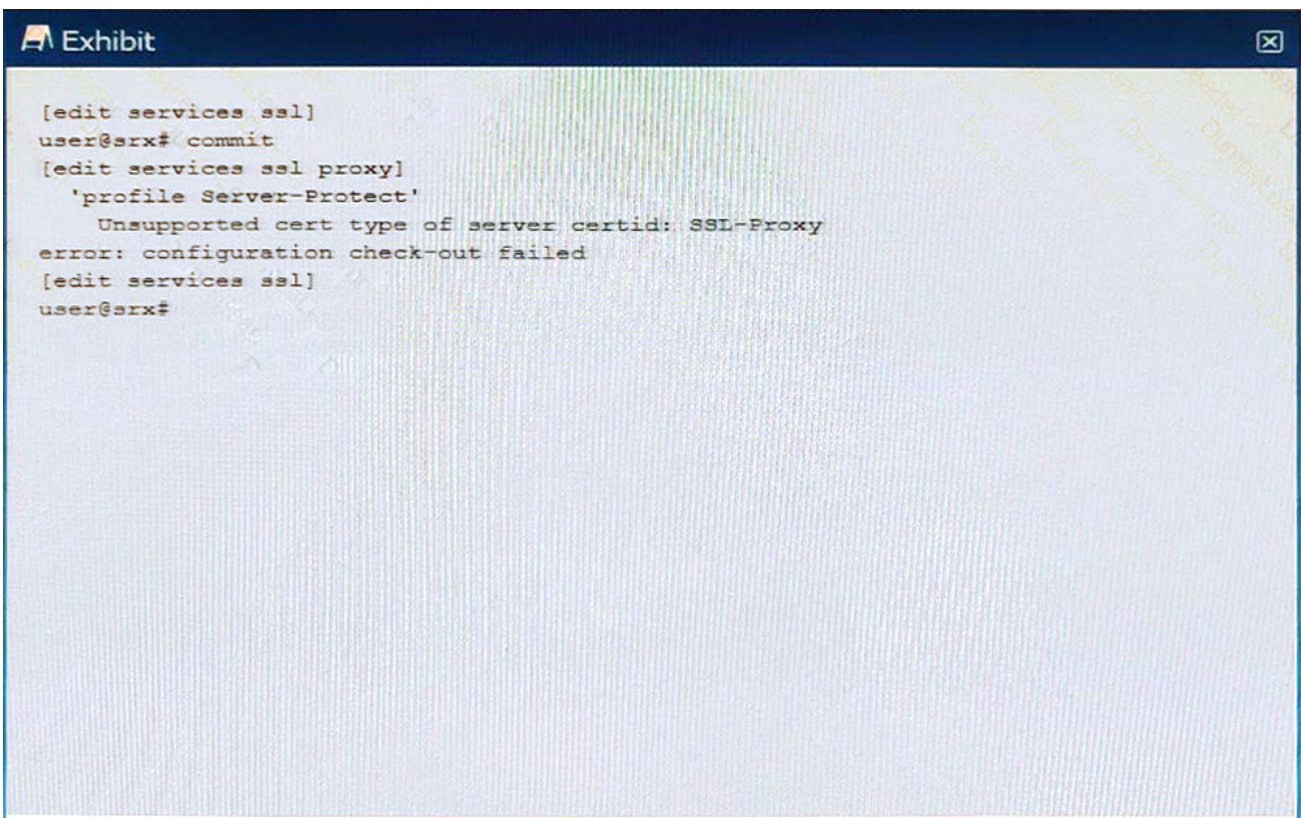 Exhibit
[edit services ssl]
user@srx# commit
[edit services ssl proxy]
'profile Server-Protect'
Unsupported cert type of server certid: SSL-Proxy
error: configuration check-out failed
[edit services ssl]
user@srx#